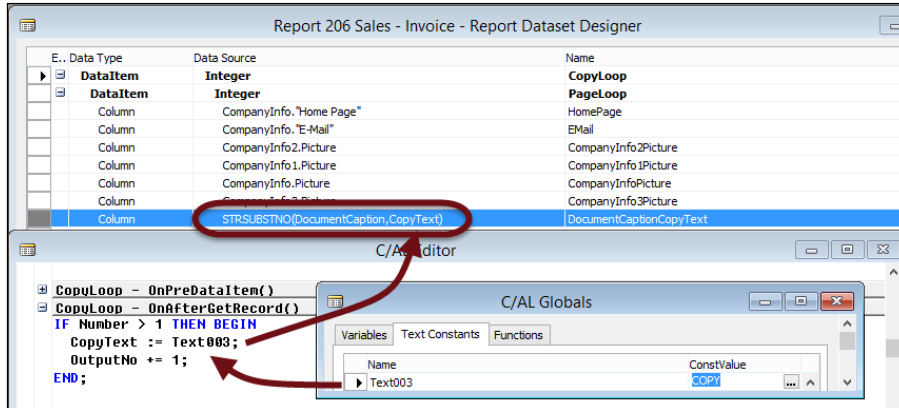 Report 206 Sales - Invoice - Report Dataset Designer
E.. Data Type Data Source Name
DataItem Integer CopyLoop
DataItem Integer PageLoop
Column CompanyInfo."Home Page" HomePage
Column CompanyInfo."E-Mail" EMail
Column CompanyInfo2.Picture CompanyInfo2Picture
Column CompanyInfo1.Picture CompanyInfo1Picture
Column CompanyInfo.Picture CompanyInfoPicture
Column CompanyInfo3.Picture CompanyInfo3Picture
Column STRSUBSTNO(DocumentCaption,CopyText) DocumentCaptionCopyText
C/AL Editor
CopyLoop - OnPreDataItem()
CopyLoop - OnAfterGetRecord()
IF Number > 1 THEN BEGIN
CopyText := Text003;
OutputNo += 1;
END;
C/AL Globals
Variables Text Constants Functions
Name ConstValue
Text003 COPY ...